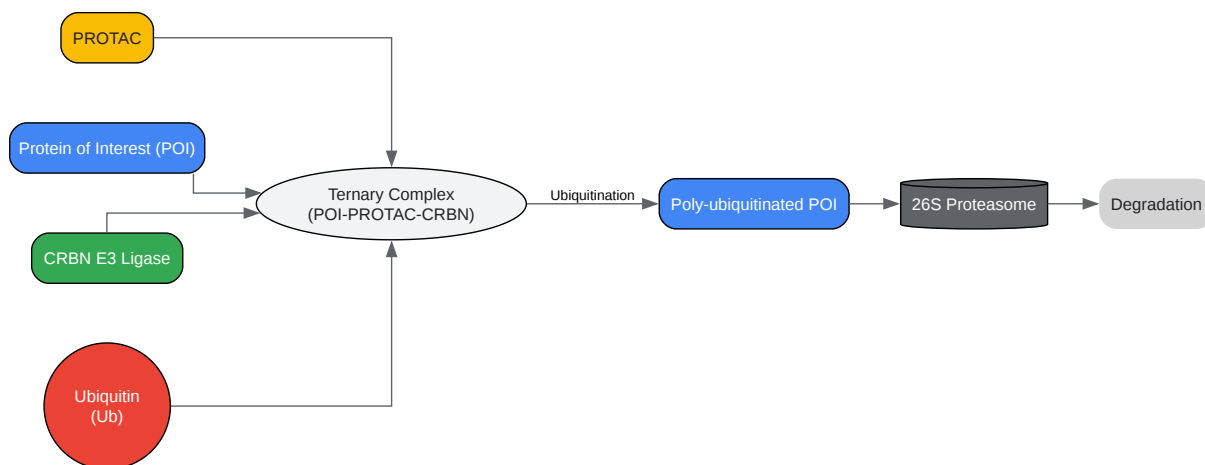 PROTAC
Protein of Interest (POI)
CRBN E3 Ligase
Ubiquitin
(Ub)
Ternary Complex
(POI-PROTAC-CRBN)
Ubiquitination
Poly-ubiquitinated POI
26S Proteasome
Degradation